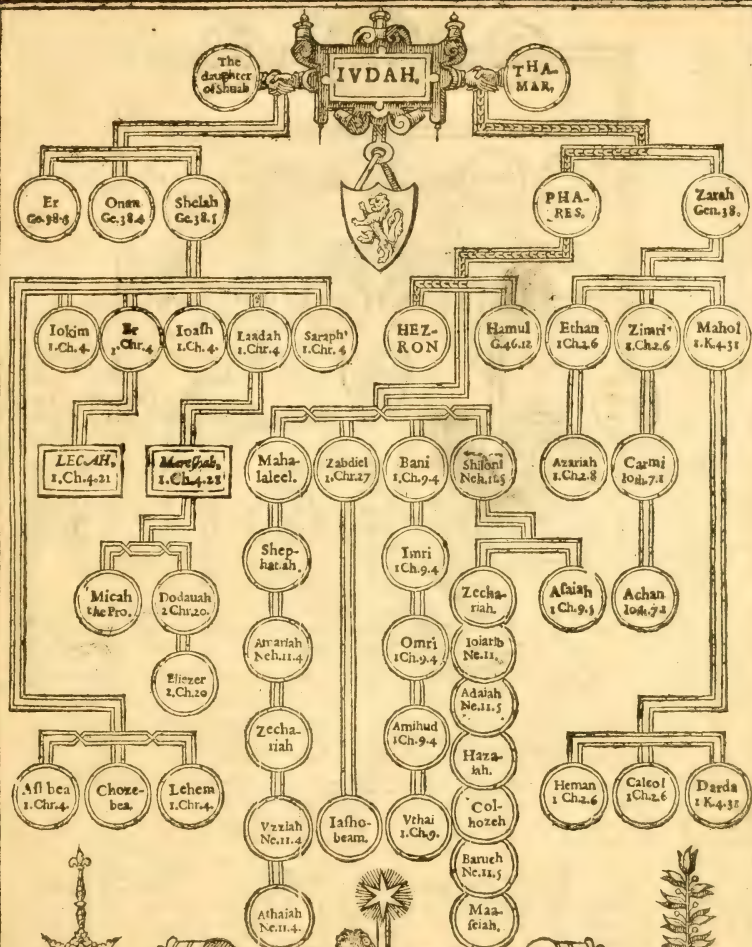 The
daughter
of Shuah
IVDAH.
THA-
MAR.
Er
Ge.38.3
Onan
Ge.38.4
Shelah
Ge.38.5
PHA-
RES.
Zarah
Gen.38.
Iokim
1.Ch.4.
Er
1.Chr.4
Ioash
1.Ch.4.
Laadah
1.Chr.4
Saraph
1.Chr.4
HEZ-
RON
Hamul
G.46.12
Ethan
1Ch.2.6
Zimri
1.Ch.2.6
Mahol
1.K.4.31
LECAH.
1.Ch.4.21
Mareshah.
1.Ch.4.21
Maha-
laleel.
Zabdiel
1.Chr.27
Bani
1.Chr.9.4
Shiloni
Neh.11.5
Azariah
1.Ch.2.8
Carmi
Iosh.7.1
Micah
the Pro.
Dodauah
2 Chr.20.
Shep-
hatiah.
Imri
1Ch.9.4
Zecha-
riah.
Asaiah
1 Ch.9.5
Achan
Iosh.7.1
Eliezer
2.Ch.20
Amariah
Neh.11.4
Omri
1Ch.9.4
Ioiarib
Ne.11.
Adaiah
Ne.11.5
Zecha-
riah
Amihud
1Ch.9.4
Haza-
iah.
Ashbea
1.Chr.4.
Choze-
bea.
Lehem
1.Chr.4.
Heman
1 Ch.2.6
Calcol
1Ch.2.6
Darda
1 K.4.31
Vzziah
Ne.11.4
Iasho-
beam.
Vthai
1.Ch.9.
Col-
hozeh
Baruch
Ne.11.5
Athaiah
Ne.11.4.
Maa-
seiah.